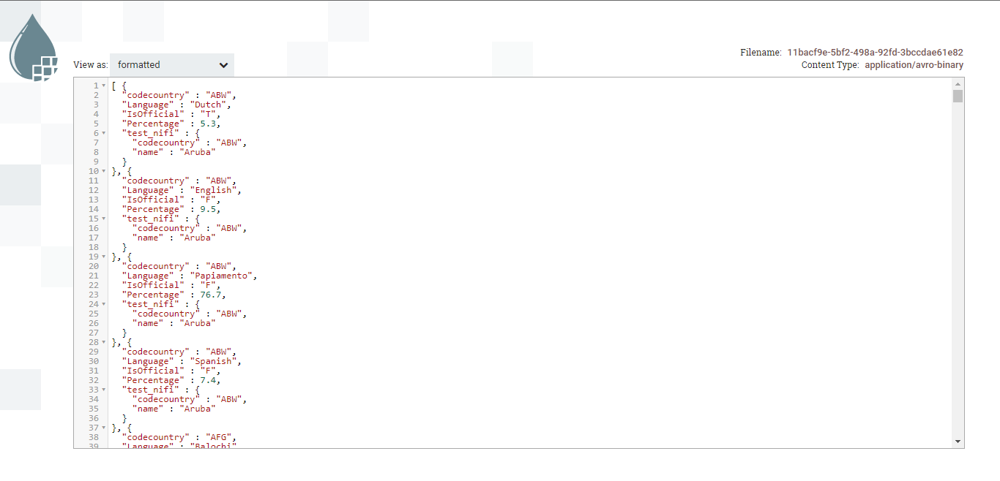 Filename: 11bacf9e-5bf2-498a-92fd-3bccdae61e82
View as: formatted
Content Type: application/avro-binary
1 [ {
2 "codecountry" : "ABW",
3 "Language" : "Dutch",
4 "IsOfficial" : "T",
5 "Percentage" : 5.3,
6 "test_nifi" : {
7 "codecountry" : "ABW",
8 "name" : "Aruba"
9 }
10 }, {
11 "codecountry" : "ABW",
12 "Language" : "English",
13 "IsOfficial" : "F",
14 "Percentage" : 9.5,
15 "test_nifi" : {
16 "codecountry" : "ABW",
17 "name" : "Aruba"
18 }
19 }, {
20 "codecountry" : "ABW",
21 "Language" : "Papiamento",
22 "IsOfficial" : "F",
23 "Percentage" : 76.7,
24 "test_nifi" : {
25 "codecountry" : "ABW",
26 "name" : "Aruba"
27 }
28 }, {
29 "codecountry" : "ABW",
30 "Language" : "Spanish",
31 "IsOfficial" : "F",
32 "Percentage" : 7.4,
33 "test_nifi" : {
34 "codecountry" : "ABW",
35 "name" : "Aruba"
36 }
37 }, {
38 "codecountry" : "AFG",
39 "Language" : "Balochi"